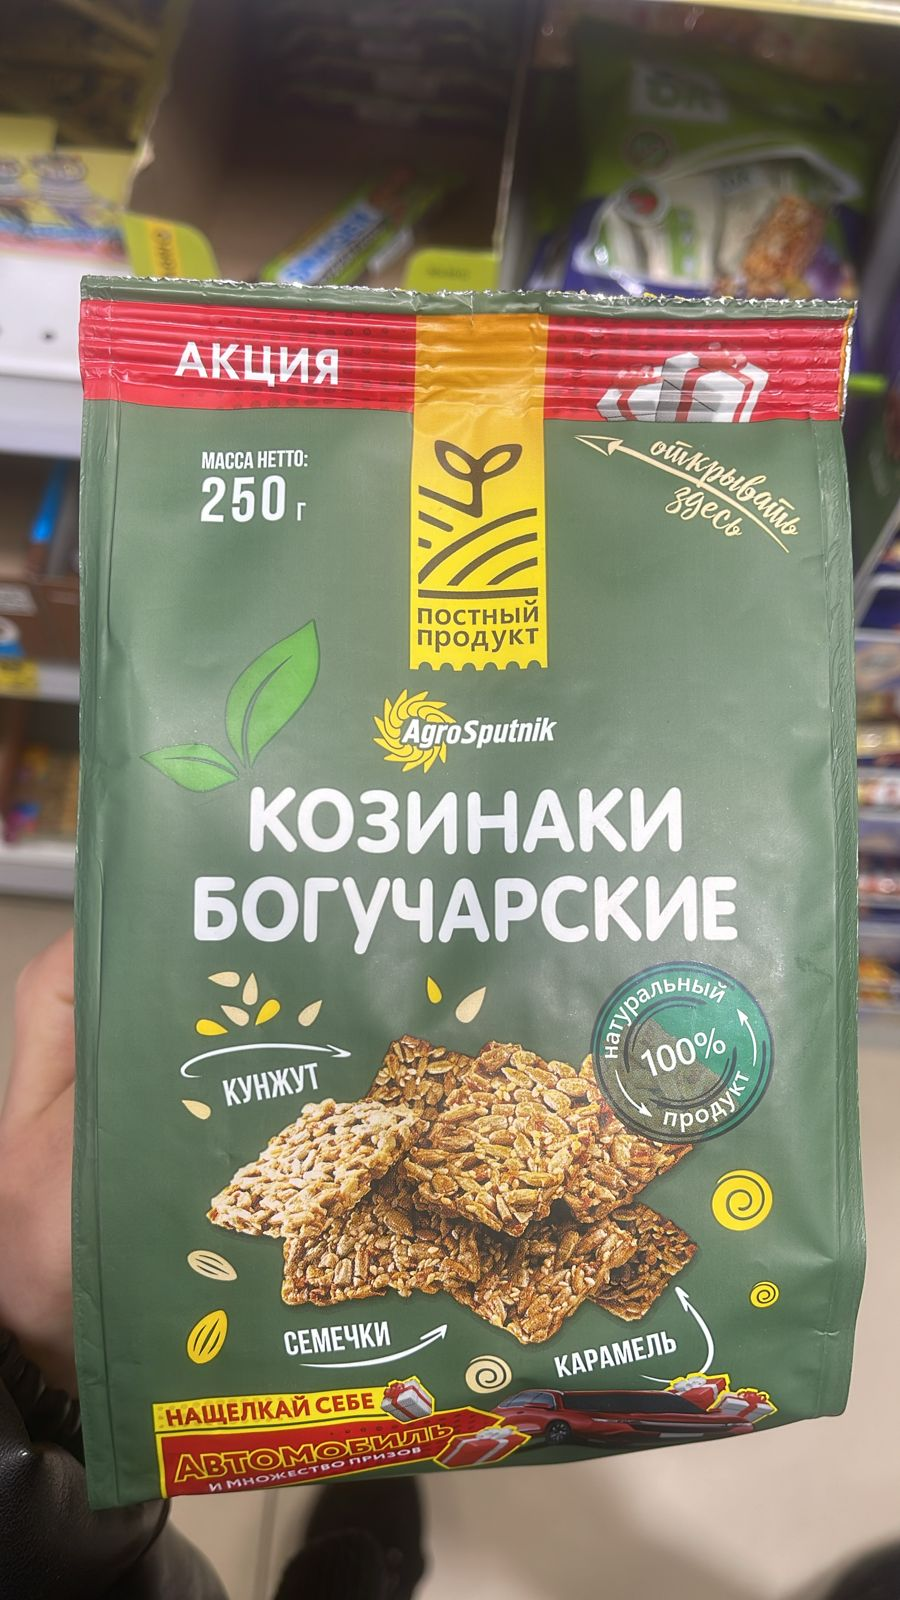 АКЦИЯ
МАССА НЕТТО:
250 г
открывать
здесь
постный
продукт
AgroSputnik
КОЗИНАКИ
БОГУЧАРСКИЕ
натуральный
100%
продукт
КУНЖУТ
СЕМЕЧКИ
КАРАМЕЛЬ
НАЩЕЛКАЙ СЕБЕ
АВТОМОБИЛЬ
И МНОЖЕСТВО ПРИЗОВ